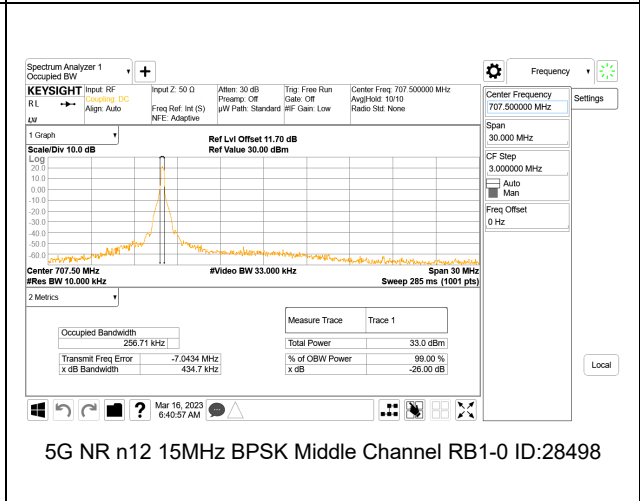 Spectrum Analyzer 1
Occupied BW
+
Frequency
KEYSIGHT
RL
Input: RF
Coupling: DC
Align: Auto
Input Z: 50 Ω
Freq Ref: Int (S)
NFE: Adaptive
Atten: 30 dB
Preamp: Off
µW Path: Standard
Trig: Free Run
Gate: Off
#IF Gain: Low
Center Freq: 707.500000 MHz
Avg|Hold: 10/10
Radio Std: None
Center Frequency
707.500000 MHz
Settings
Span
30.000 MHz
CF Step
3.000000 MHz
Auto
Man
Freq Offset
0 Hz
Local
1 Graph
Scale/Div 10.0 dB
Ref Lvl Offset 11.70 dB
Ref Value 30.00 dBm
Log
20.0
10.0
0.00
-10.0
-20.0
-30.0
-40.0
-50.0
-60.0
Center 707.50 MHz
#Video BW 33.000 kHz
Span 30 MHz
#Res BW 10.000 kHz
Sweep 285 ms (1001 pts)
2 Metrics
Measure Trace
Trace 1
Occupied Bandwidth
256.71 kHz
Total Power
33.0 dBm
Transmit Freq Error
-7.0434 MHz
% of OBW Power
99.00 %
x dB Bandwidth
434.7 kHz
x dB
-26.00 dB
?
Mar 16, 2023
6:40:57 AM
5G NR n12 15MHz BPSK Middle Channel RB1-0 ID:28498